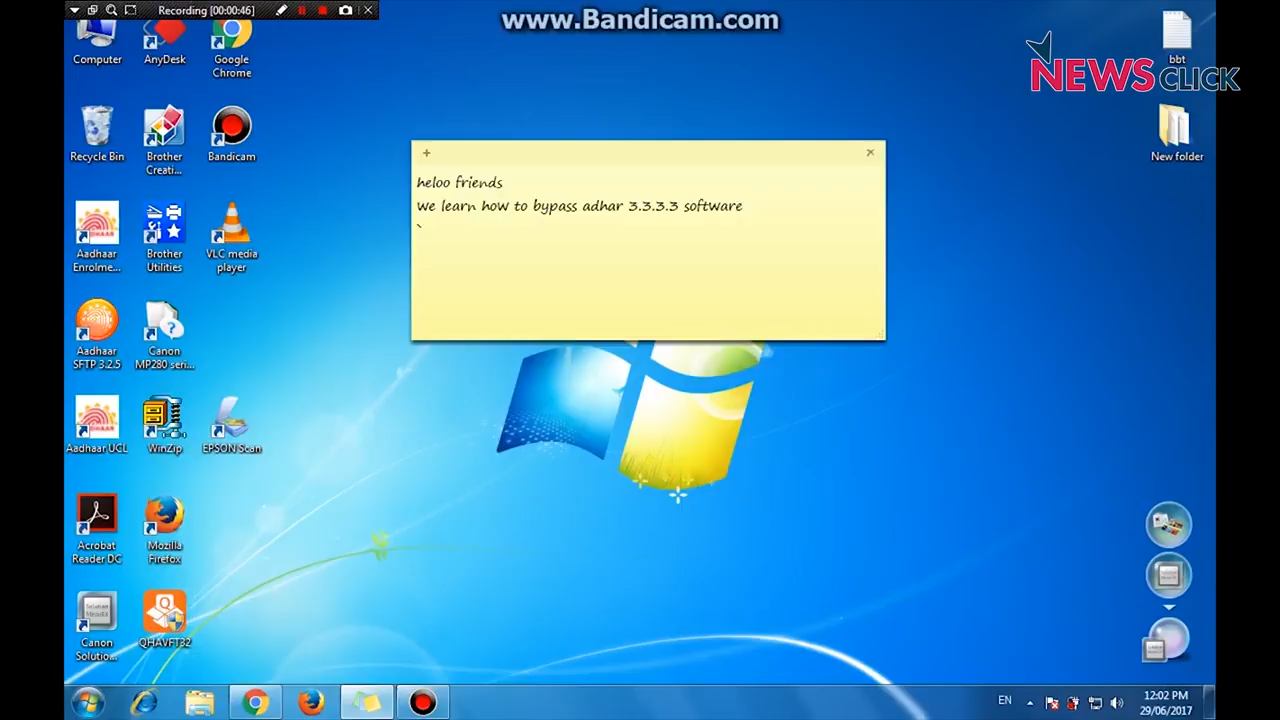 Recording [00:00:46]
www.Bandicam.com
NEWSCLICK
Computer
AnyDesk
Google
Chrome
bbt
Recycle Bin
Brother
Creati...
Bandicam
New folder
heloo friends
We learn how to bypass adhar 3.3.3.3 software
`
Aadhaar
Enrolme...
Brother
Utilities
VLC media
player
Aadhaar
SFTP 3.2.5
Canon
MP280 seri...
Aadhaar UCL
WinZip
EPSON Scan
Acrobat
Reader DC
Mozilla
Firefox
Canon
Solutio...
QHAVFT32
EN
12:02 PM
29/06/2017